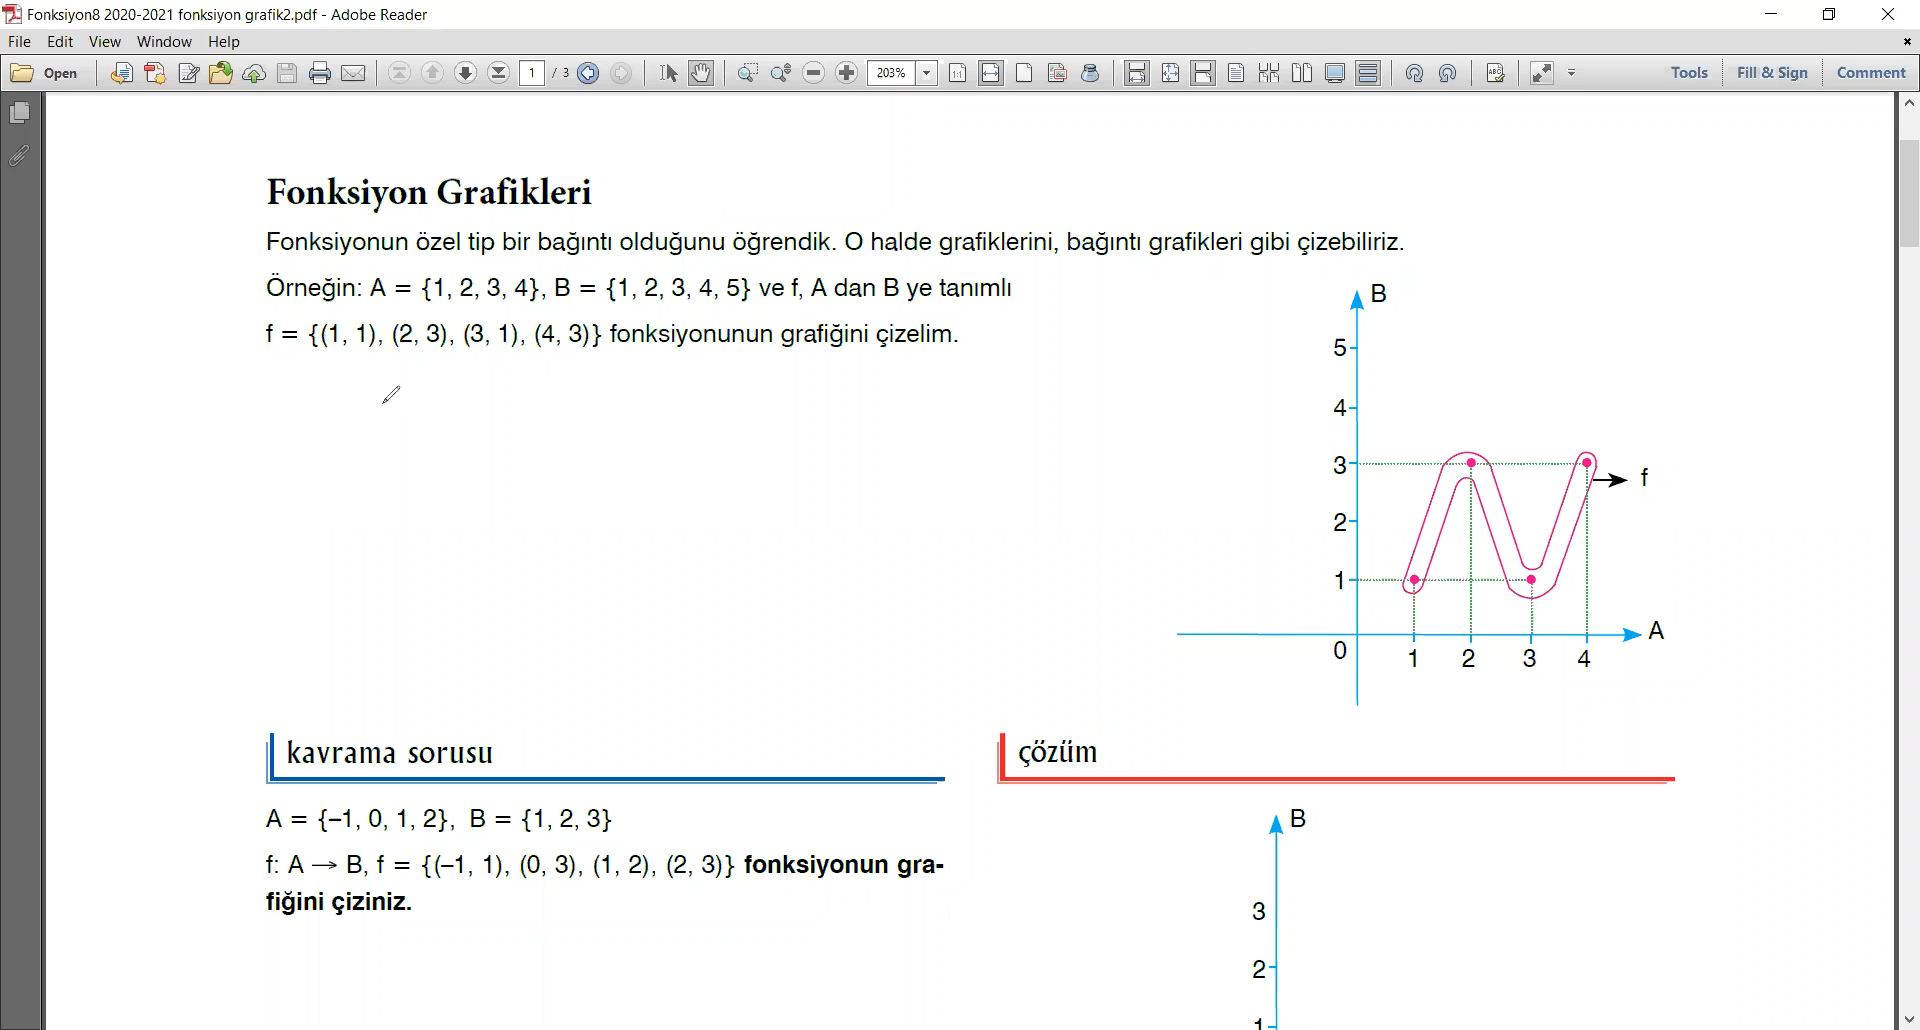 Fonksiyon8 2020-2021 fonksiyon grafik2.pdf - Adobe Reader
File Edit View Window Help
Open 1 / 3 203% Tools Fill & Sign Comment
Fonksiyon Grafikleri
Fonksiyonun özel tip bir bağıntı olduğunu öğrendik. O halde grafiklerini, bağıntı grafikleri gibi çizebiliriz.
Örneğin: A = {1, 2, 3, 4}, B = {1, 2, 3, 4, 5} ve f, A dan B ye tanımlı
f = {(1, 1), (2, 3), (3, 1), (4, 3)} fonksiyonunun grafiğini çizelim.
B
5
4
3
f
2
1
A
0 1 2 3 4
kavrama sorusu
A = {–1, 0, 1, 2}, B = {1, 2, 3}
f: A → B, f = {(–1, 1), (0, 3), (1, 2), (2, 3)} fonksiyonun gra-
fiğini çiziniz.
çözüm
B
3
2
1